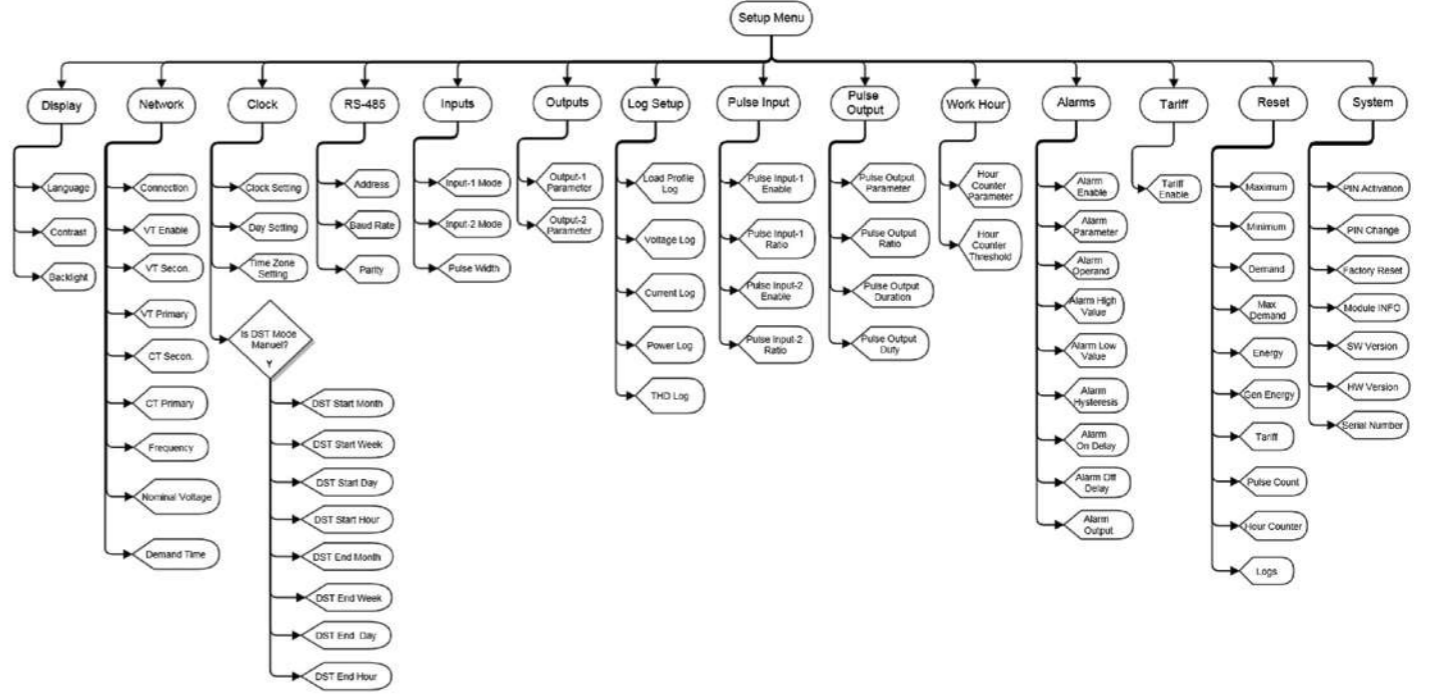 Setup Menu
Display
Network
Clock
RS-485
Inputs
Outputs
Log Setup
Pulse Input
Pulse
Output
Work Hour
Alarms
Tariff
Reset
System
Language
Contrast
Backlight
Connection
VT Enable
VT Secon.
VT Primary
CT Secon.
CT Primary
Frequency
Nominal Voltage
Demand Time
Clock Setting
Day Setting
Time Zone
Setting
Is DST Mode
Manuel?
Y
DST Start Month
DST Start Week
DST Start Day
DST Start Hour
DST End Month
DST End Week
DST End Day
DST End Hour
Address
Baud Rate
Parity
Input-1 Mode
Input-2 Mode
Pulse Width
Output-1
Parameter
Output-2
Parameter
Load Profile
Log
Voltage Log
Current Log
Power Log
THD Log
Pulse Input-1
Enable
Pulse Input-1
Ratio
Pulse Input-2
Enable
Pulse Input-2
Ratio
Pulse Output
Parameter
Pulse Output
Ratio
Pulse Output
Duration
Pulse Output
Duty
Hour
Counter
Parameter
Hour
Counter
Threshold
Alarm
Enable
Alarm
Parameter
Alarm
Operand
Alarm High
Value
Alarm Low
Value
Alarm
Hysteresis
Alarm
On Delay
Alarm Off
Delay
Alarm
Output
Tariff
Enable
Maximum
Minimum
Demand
Max
Demand
Energy
Gen Energy
Tariff
Pulse Count
Hour Counter
Logs
PIN Activation
PIN Change
Factory Reset
Module INFO
SW Version
HW Version
Serial Number